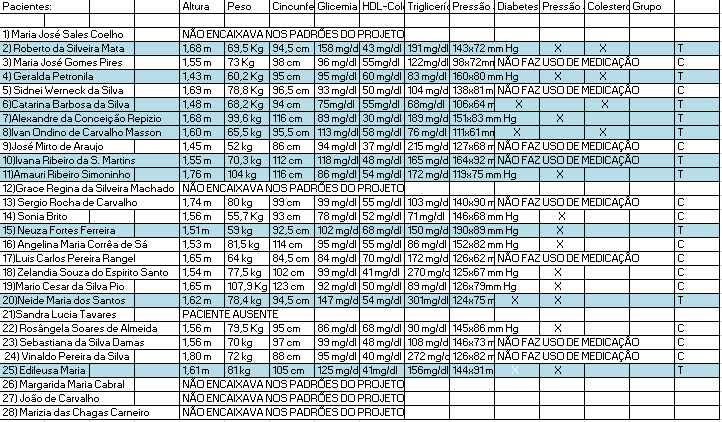 Pacientes: Altura Peso Cincunfe Glicemia HDL-Col Trigliceríd Pressão Diabetes Pressão Colestero Grupo
1) Maria José Sales Coelho NÃO ENCAIXAVA NOS PADRÕES DO PROJETO
2) Roberto da Silveira Mata 1,68 m 69,5 Kg 94,5 cm 158 mg/d 43 mg/dl 191 mg/dl 143x72 mm Hg X X T
3) Maria José Gomes Pires 1,55 m 73 Kg 98 cm 96 mg/dl 55 mg/dl 122mg/dl 98x72mm NÃO FAZ USO DE MEDICAÇÃO C
4) Geralda Petronila 1,43 m 60,2 Kg 95 cm 95 mg/dl 60 mg/dl 83 mg/dl 160x80 mm Hg X T
5) Sidnei Werneck da Silva 1,69 m 78,8 Kg 96,5 cm 93 mg/dl 50 mg/dl 104 mg/dl 138x81 m NÃO FAZ USO DE MEDICAÇÃO C
6)Catarina Barbosa da Silva 1,48 m 68,2 Kg 94 cm 75mg/dl 55mg/dl 68mg/dl 106x64 m X X T
7)Alexandre da Conceição Repizio 1,68 m 99,6 Kg 116 cm 89 mg/dl 30 mg/dl 189 mg/dl 151x83 mm Hg X T
8)Ivan Ondino de Carvalho Masson 1,60 m 65,5 Kg 95,5 cm 113 mg/dl 58 mg/dl 76 mg/dl 111x61 mm X X T
9)José Mirto de Araujo 1,45 m 52 kg 86 cm 94 mg/dl 37 mg/dl 215 mg/dl 127x68 m NÃO FAZ USO DE MEDICAÇÃO C
10)Ivana Ribeiro da S. Martins 1,55 m 70,3 kg 112 cm 118 mg/dl 48 mg/dl 165 mg/dl 164x92 m NÃO FAZ USO DE MEDICAÇÃO T
11)Amauri Ribeiro Simoninho 1,76 m 104 kg 116 cm 86 mg/dl 54 mg/dl 172 mg/dl 119x75 mm Hg X T
12)Grace Regina da Silveira Machado NÃO ENCAIXAVA NOS PADRÕES DO PROJETO
13) Sergio Rocha de Carvalho 1,74 m 80 kg 99 cm 99 mg/dl 55 mg/dl 103 mg/dl 140x90 m NÃO FAZ USO DE MEDICAÇÃO C
14) Sonia Brito 1,56 m 55,7 Kg 93 cm 78 mg/dl 52 mg/dl 71 mg/dl 146x68 mm Hg X C
15) Neuza Fortes Ferreira 1,51 m 59 kg 92,5 cm 102 mg/d 68 mg/dl 150 mg/dl 190x89 mm Hg X T
16) Angelina Maria Corrêa de Sá 1,53 m 81,5 kg 114 cm 95 mg/dl 55 mg/dl 86 mg/dl 152x82 mm Hg X C
17)Luis Carlos Pereira Rangel 1,65 m 64 kg 84,5 cm 84 mg/dl 70 mg/dl 172 mg/dl 126x62 m NÃO FAZ USO DE MEDICAÇÃO C
18) Zelandia Souza do Espirito Santo 1,54 m 77,5 kg 102 cm 99 mg/dl 41 mg/dl 270 mg/d 125x67 mm Hg X C
19)Maria Cesar da Silva Pio 1,65 m 107,9 Kg 123 cm 92 mg/dl 50 mg/dl 89 mg/dl 126x79mm Hg X C
20)Neide Maria dos Santos 1,62 m 78,4 kg 94,5 cm 147 mg/d 54 mg/dl 301mg/dl 124x75 m X X T
21)Sandra Lucia Tavares PACIENTE AUSENTE
22) Rosângela Soares de Almeida 1,56 m 79,5 Kg 95 cm 86 mg/dl 68 mg/dl 90 mg/dl 145x86 mm Hg X C
23) Sebastiana da Silva Damas 1,56 m 70 kg 97 cm 99 mg/dl 48 mg/dl 108 mg/dl 146x73 m NÃO FAZ USO DE MEDICAÇÃO C
24) Vinaldo Pereira da Silva 1,80 m 72 kg 88 cm 95 mg/dl 40 mg/dl 272 mg/d 126x82 m NÃO FAZ USO DE MEDICAÇÃO C
25) Edileusa Maria 1,61 m 81 kg 105 cm 125 mg/d 41mg/dl 156mg/dl 144x91 m X X T
26) Margarida Maria Cabral NÃO ENCAIXAVA NOS PADRÕES DO PROJETO
27) João de Carvalho NÃO ENCAIXAVA NOS PADRÕES DO PROJETO
28) Marizia das Chagas Carneiro NÃO ENCAIXAVA NOS PADRÕES DO PROJETO